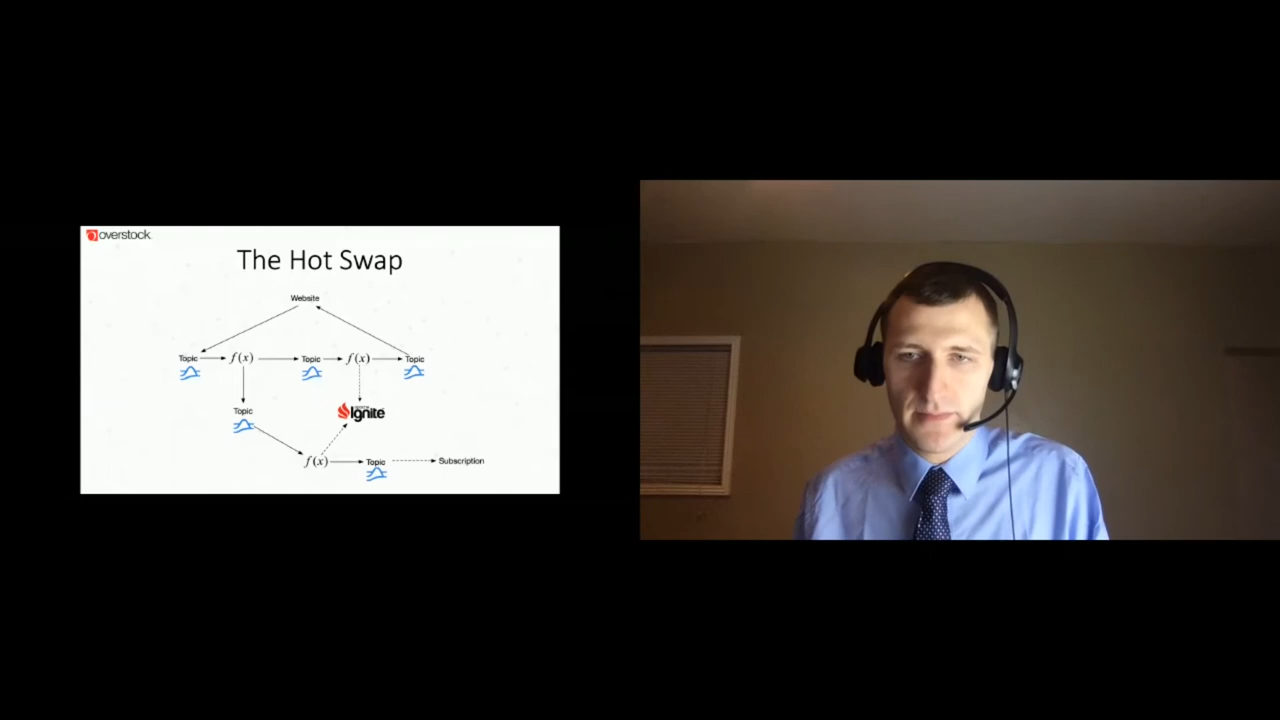 overstock.
The Hot Swap
Website
Topic f(x) Topic f(x) Topic
Topic
Ignite
f(x) Topic Subscription